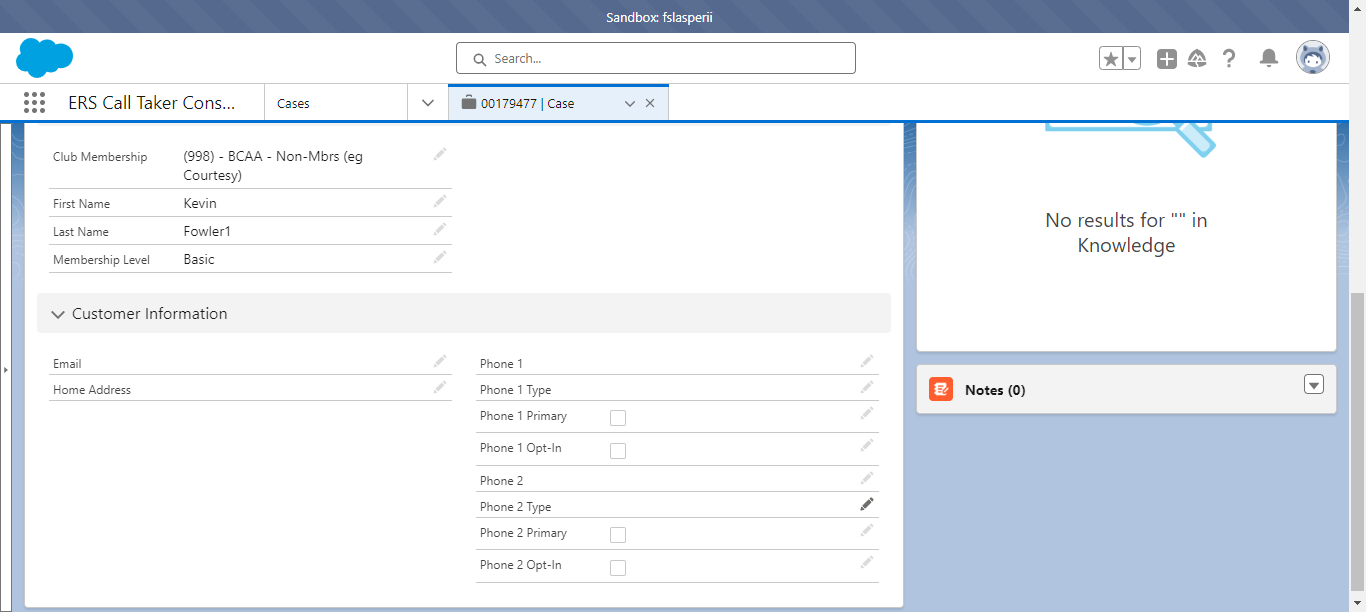 Sandbox: fslasperii
Search...
ERS Call Taker Cons...
Cases
00179477 | Case
Club Membership
(998) - BCAA - Non-Mbrs (eg
Courtesy)
First Name
Kevin
Last Name
Fowler1
Membership Level
Basic
Customer Information
Email
Home Address
Phone 1
Phone 1 Type
Phone 1 Primary
Phone 1 Opt-In
Phone 2
Phone 2 Type
Phone 2 Primary
Phone 2 Opt-In
No results for "" in
Knowledge
Notes (0)